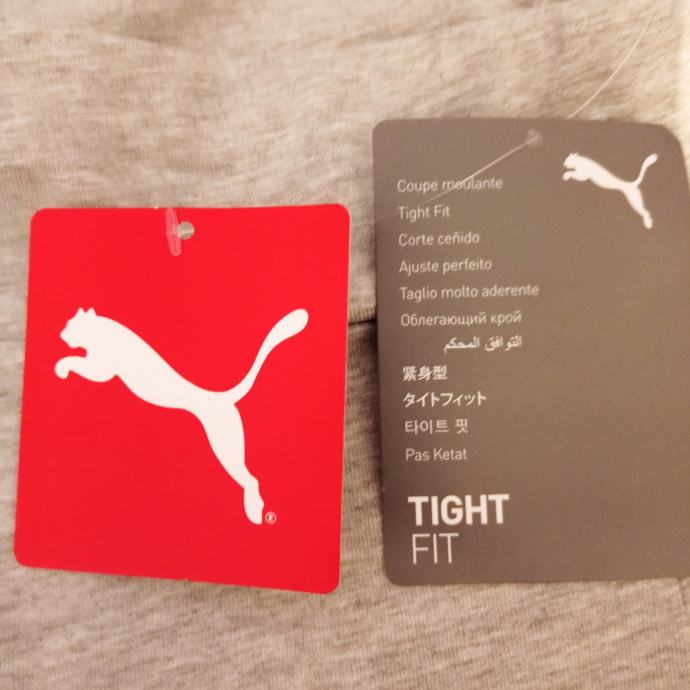 Coupe moulante
Tight Fit
Corte ceñido
Ajuste perfeito
Taglio molto aderente
Облегающий крой
التوافق المحكم
紧身型
タイトフィット
타이트 핏
Pas Ketat
TIGHT
FIT
®